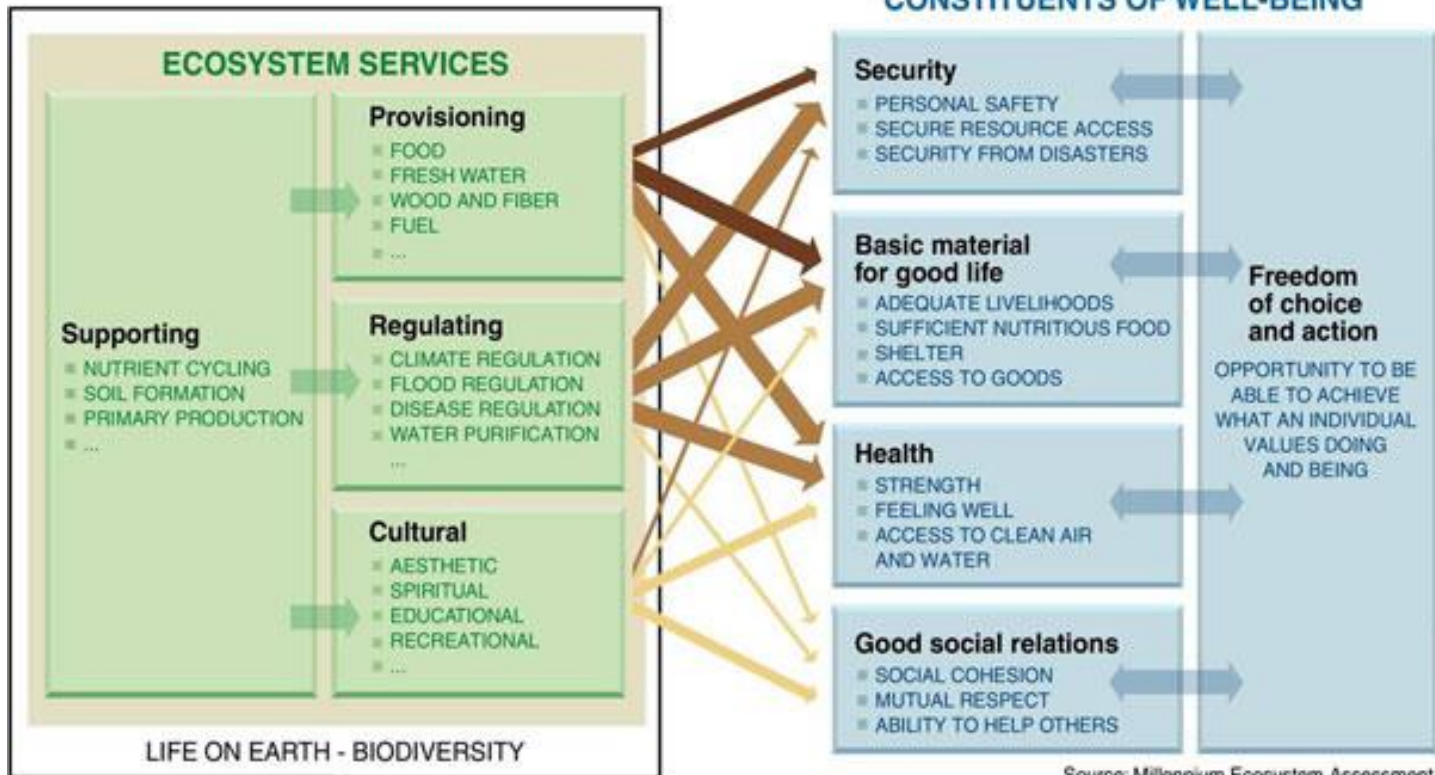 CONSTITUENTS OF WELL-BEING
ECOSYSTEM SERVICES
Supporting
NUTRIENT CYCLING
SOIL FORMATION
PRIMARY PRODUCTION
...
Provisioning
FOOD
FRESH WATER
WOOD AND FIBER
FUEL
...
Regulating
CLIMATE REGULATION
FLOOD REGULATION
DISEASE REGULATION
WATER PURIFICATION
...
Cultural
AESTHETIC
SPIRITUAL
EDUCATIONAL
RECREATIONAL
...
LIFE ON EARTH - BIODIVERSITY
Security
PERSONAL SAFETY
SECURE RESOURCE ACCESS
SECURITY FROM DISASTERS
Basic material
for good life
ADEQUATE LIVELIHOODS
SUFFICIENT NUTRITIOUS FOOD
SHELTER
ACCESS TO GOODS
Health
STRENGTH
FEELING WELL
ACCESS TO CLEAN AIR
AND WATER
Good social relations
SOCIAL COHESION
MUTUAL RESPECT
ABILITY TO HELP OTHERS
Freedom
of choice
and action
OPPORTUNITY TO BE
ABLE TO ACHIEVE
WHAT AN INDIVIDUAL
VALUES DOING
AND BEING
Source: Millennium Ecosystem Assessment